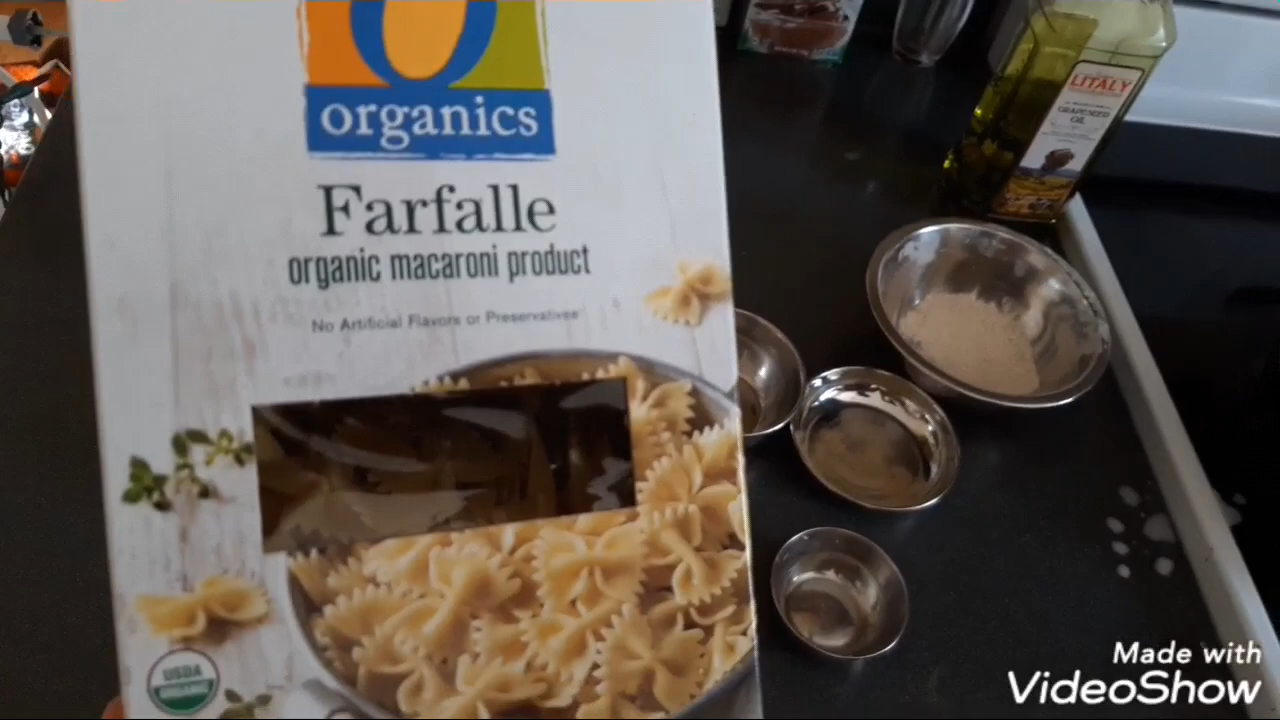 O
organics
Farfalle
organic macaroni product
No Artificial Flavors or Preservatives
USDA
ORGANIC
LITALY
GRAPESEED
OIL
Made with
VideoShow